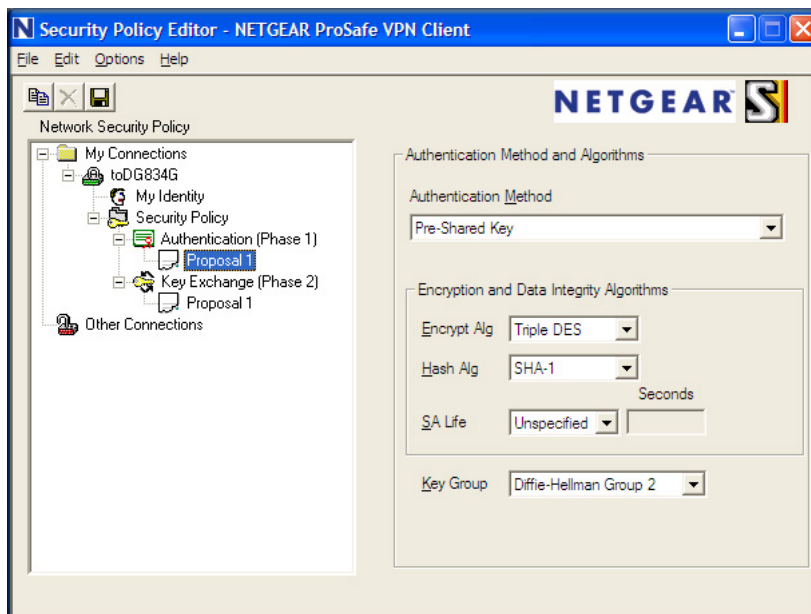 Security Policy Editor - NETGEAR ProSafe VPN Client
File Edit Options Help
NETGEAR
Network Security Policy
My Connections
toDG834G
My Identity
Security Policy
Authentication (Phase 1)
Proposal 1
Key Exchange (Phase 2)
Proposal 1
Other Connections
Authentication Method and Algorithms
Authentication Method
Pre-Shared Key
Encryption and Data Integrity Algorithms
Encrypt Alg Triple DES
Hash Alg SHA-1
Seconds
SA Life Unspecified
Key Group Diffie-Hellman Group 2